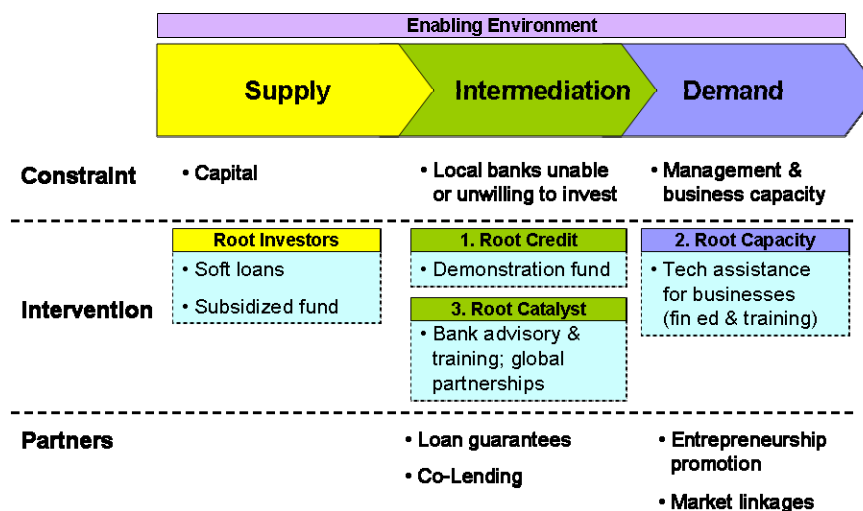 Enabling Environment
Supply
Intermediation
Demand
Constraint
• Capital
• Local banks unable
or unwilling to invest
• Management &
business capacity
Intervention
Root Investors
• Soft loans
• Subsidized fund
1. Root Credit
• Demonstration fund
3. Root Catalyst
• Bank advisory &
training; global
partnerships
2. Root Capacity
• Tech assistance
for businesses
(fin ed & training)
Partners
• Loan guarantees
• Co-Lending
• Entrepreneurship
promotion
• Market linkages